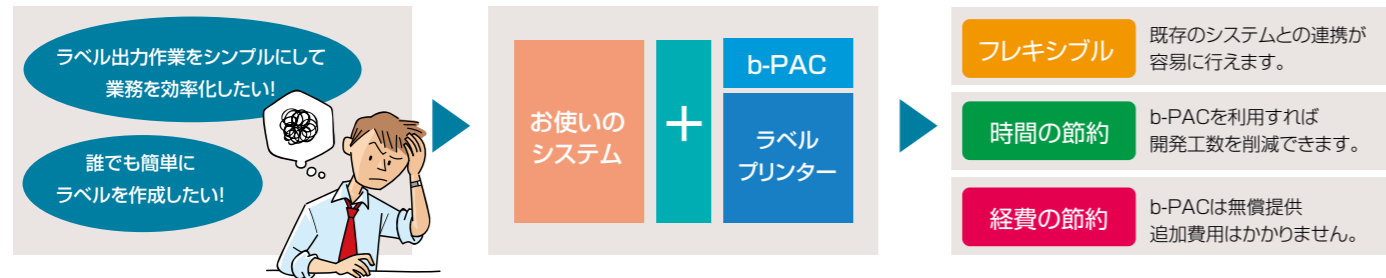 ラベル出力作業をシンプルにして
業務を効率化したい!
誰でも簡単に
ラベルを作成したい!
お使いの
システム
+
b-PAC
ラベル
プリンター
フレキシブル
既存のシステムとの連携が
容易に行えます。
時間の節約
b-PACを利用すれば
開発工数を削減できます。
経費の節約
b-PACは無償提供
追加費用はかかりません。